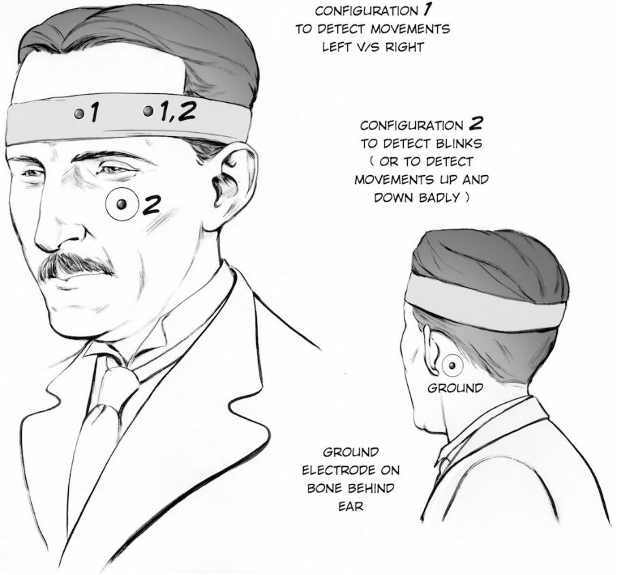 CONFIGURATION 1
TO DETECT MOVEMENTS
LEFT V/S RIGHT
1
1,2
2
CONFIGURATION 2
TO DETECT BLINKS
( OR TO DETECT
MOVEMENTS UP AND
DOWN BADLY )
GROUND
GROUND
ELECTRODE ON
BONE BEHIND
EAR